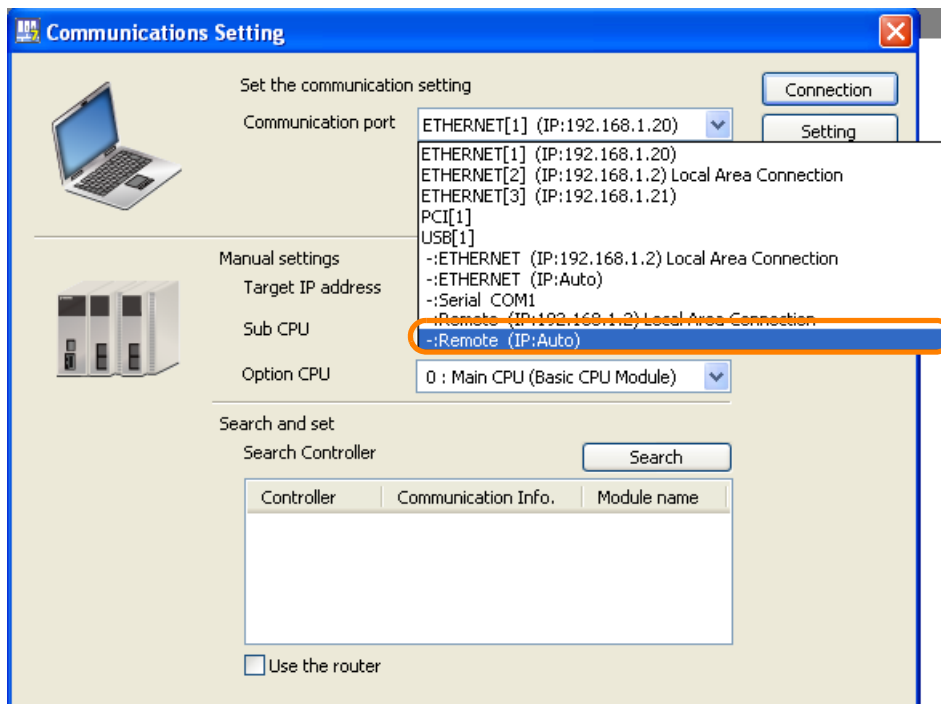 Communications Setting
Set the communication setting
Connection
Communication port
ETHERNET[1] (IP:192.168.1.20)
Setting
ETHERNET[1] (IP:192.168.1.20)
ETHERNET[2] (IP:192.168.1.2) Local Area Connection
ETHERNET[3] (IP:192.168.1.21)
PCI[1]
USB[1]
-:ETHERNET (IP:192.168.1.2) Local Area Connection
-:ETHERNET (IP:Auto)
-:Serial COM1
-:Remote (IP:192.168.1.2) Local Area Connection
-:Remote (IP:Auto)
Manual settings
Target IP address
Sub CPU
Option CPU
0 : Main CPU (Basic CPU Module)
Search and set
Search Controller
Search
Controller Communication Info. Module name
Use the router